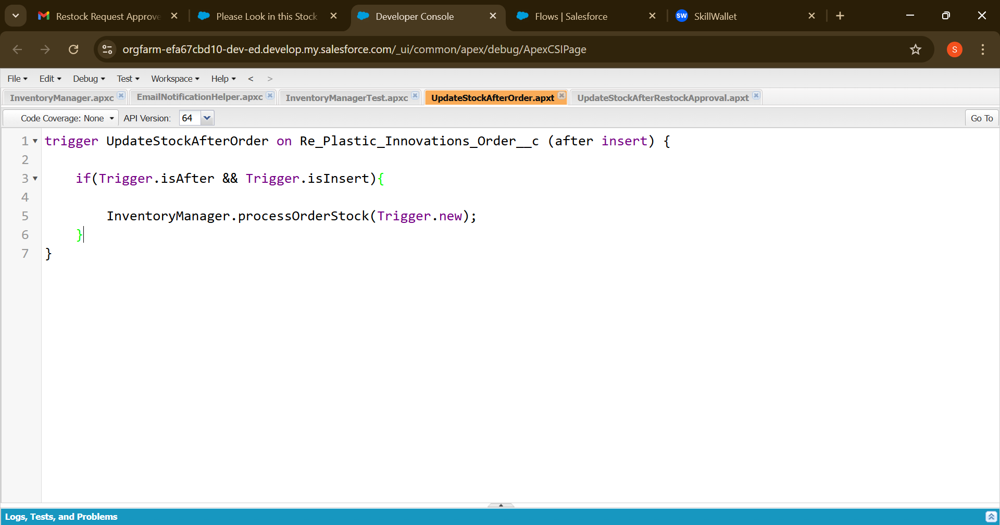 Restock Request Approve
Please Look in this Stock
Developer Console
Flows | Salesforce
SW SkillWallet
orgfarm-efa67cbd10-dev-ed.develop.my.salesforce.com/_ui/common/apex/debug/ApexCSIPage
S
File Edit Debug Test Workspace Help < >
InventoryManager.apxc EmailNotificationHelper.apxc InventoryManagerTest.apxc UpdateStockAfterOrder.apxt UpdateStockAfterRestockApproval.apxt
Code Coverage: None API Version: 64 Go To
1 trigger UpdateStockAfterOrder on Re_Plastic_Innovations_Order__c (after insert) {
2
3 if(Trigger.isAfter && Trigger.isInsert){
4
5 InventoryManager.processOrderStock(Trigger.new);
6 }
7 }
Logs, Tests, and Problems